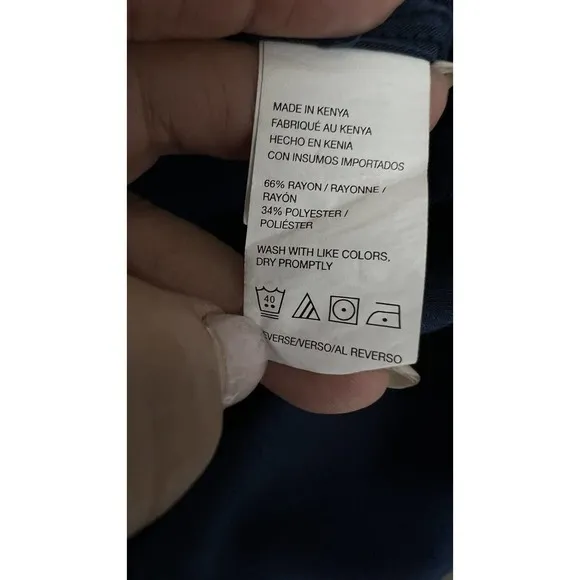 MADE IN KENYA
FABRIQUÉ AU KENYA
HECHO EN KENIA
CON INSUMOS IMPORTADOS
66% RAYON / RAYONNE /
RAYÓN
34% POLYESTER /
POLIÉSTER
WASH WITH LIKE COLORS.
DRY PROMPTLY
40
EVERSE/VERSO/AL REVERSO